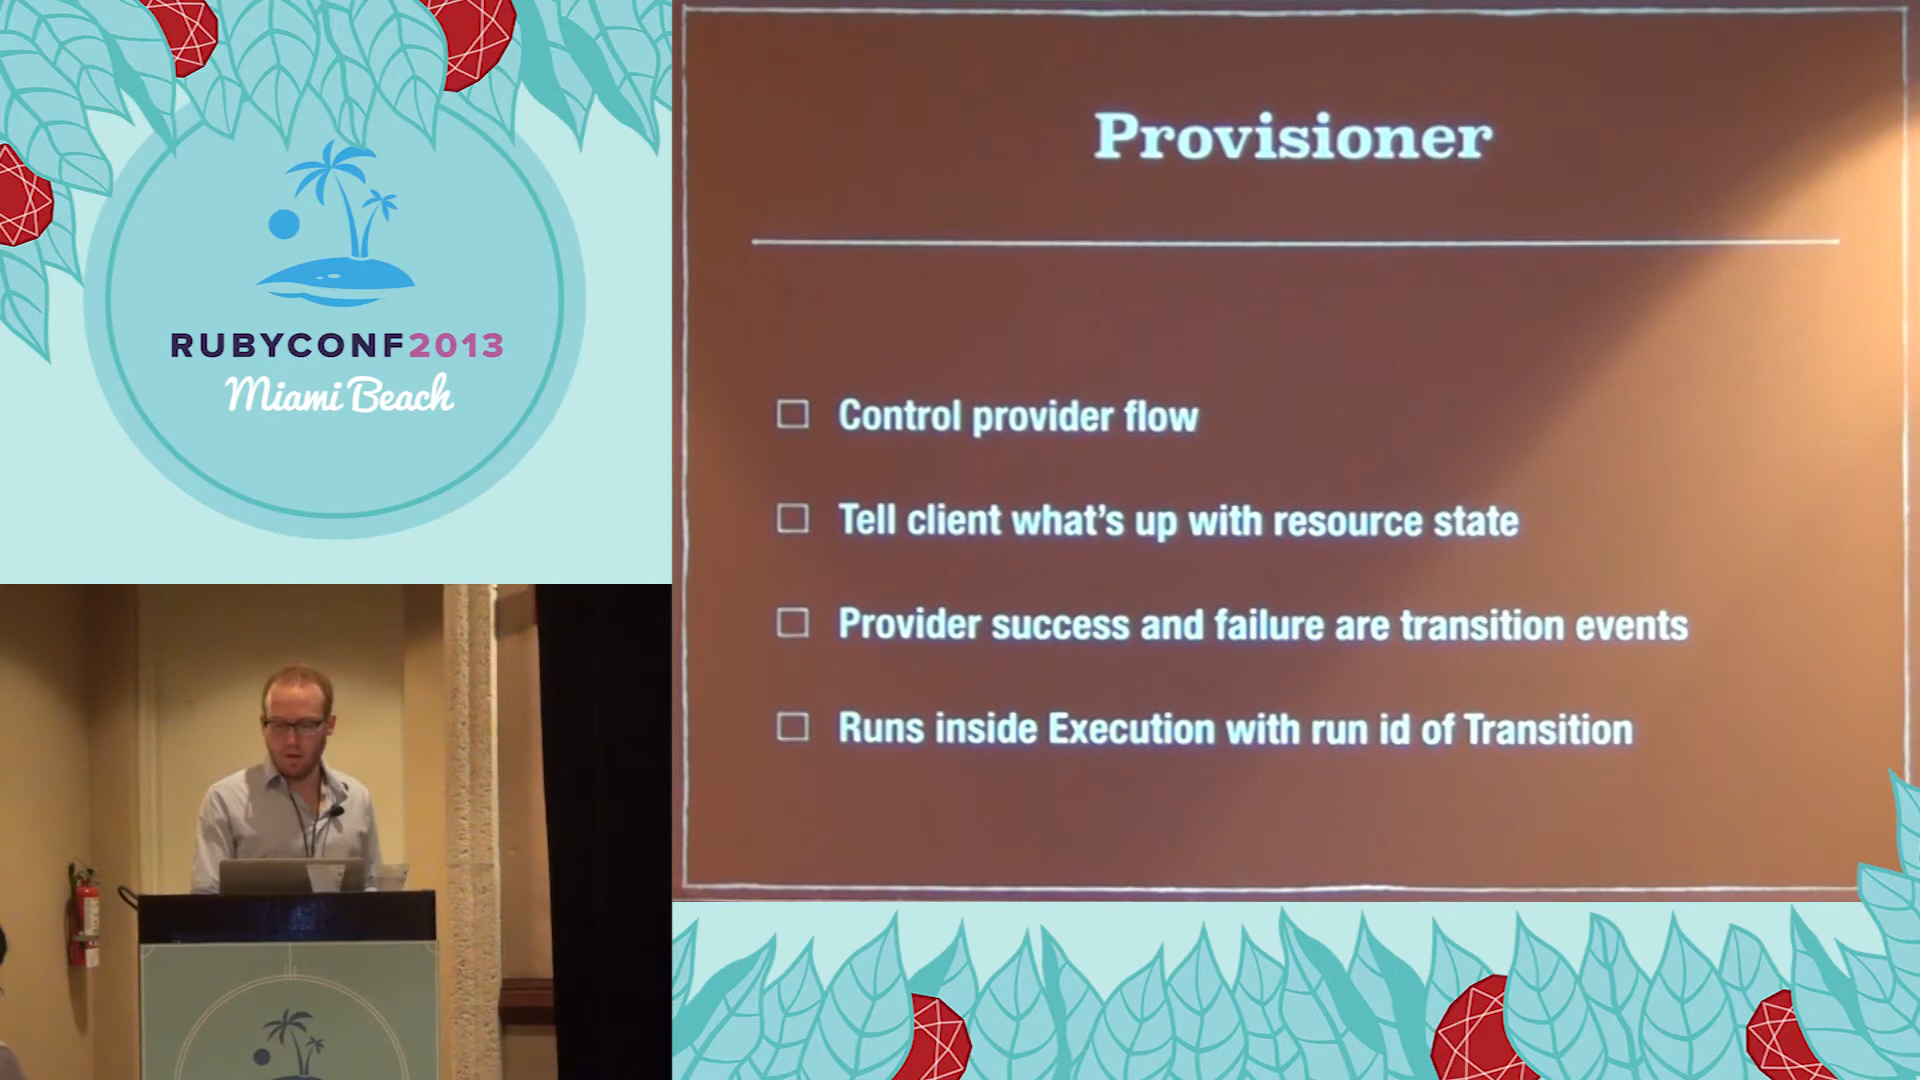 RUBYCONF2013
Miami Beach
Provisioner
Control provider flow
Tell client what's up with resource state
Provider success and failure are transition events
Runs inside Execution with run id of Transition